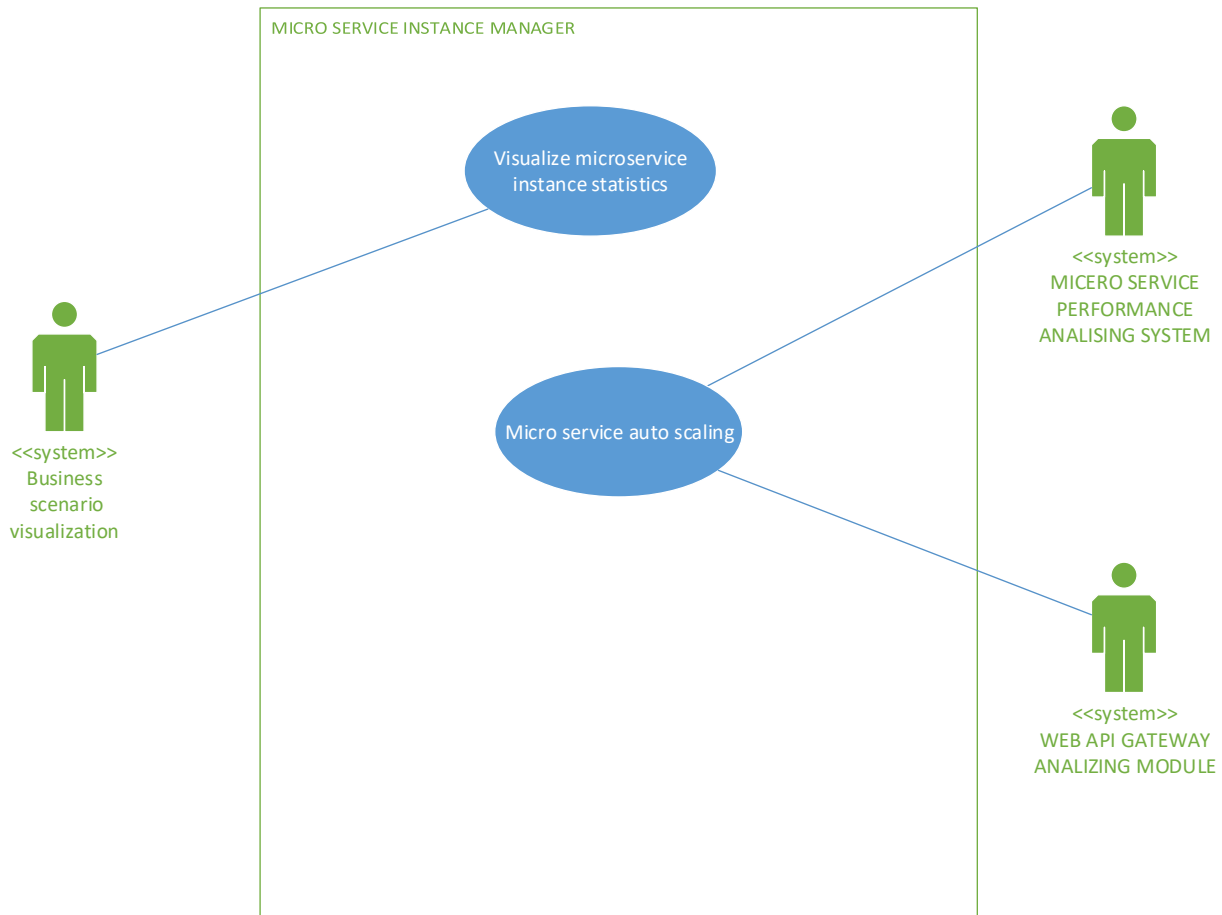 MICRO SERVICE INSTANCE MANAGER
Visualize microservice
instance statistics
<<system>>
MICERO SERVICE
PERFORMANCE
ANALISING SYSTEM
Micro service auto scaling
<<system>>
Business
scenario
visualization
<<system>>
WEB API GATEWAY
ANALIZING MODULE